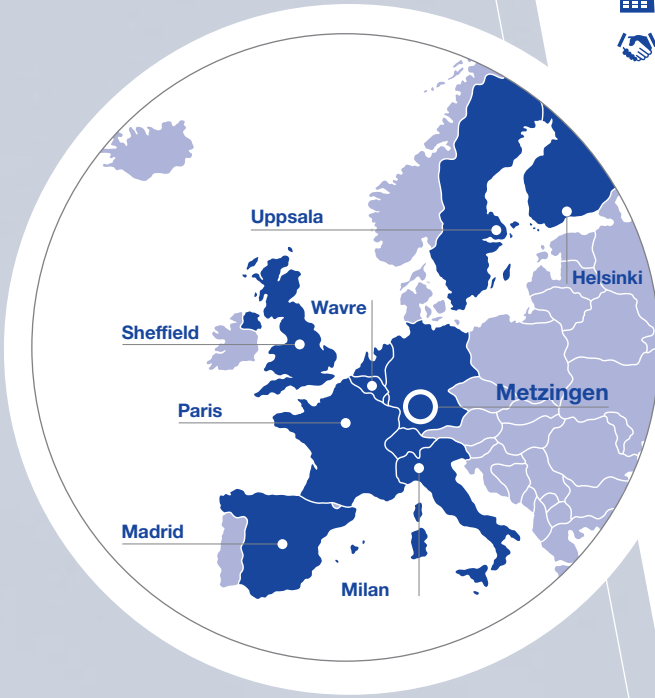 Uppsala
Helsinki
Wavre
Sheffield
Metzingen
Paris
Madrid
Milan